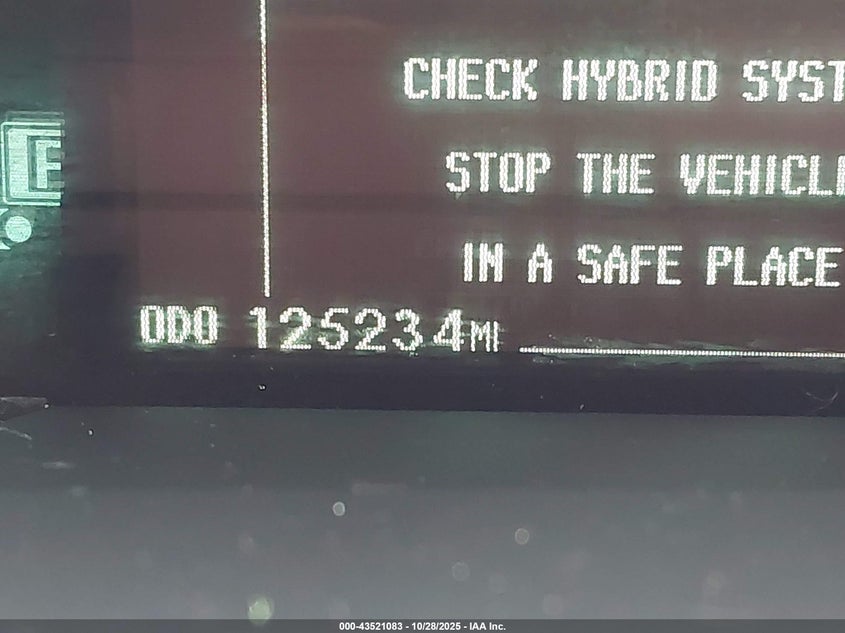 CHECK HYBRID SYST
STOP THE VEHICL
IN A SAFE PLACE
E
ODO 125234MI
000-43521083 - 10/28/2025 - IAA Inc.